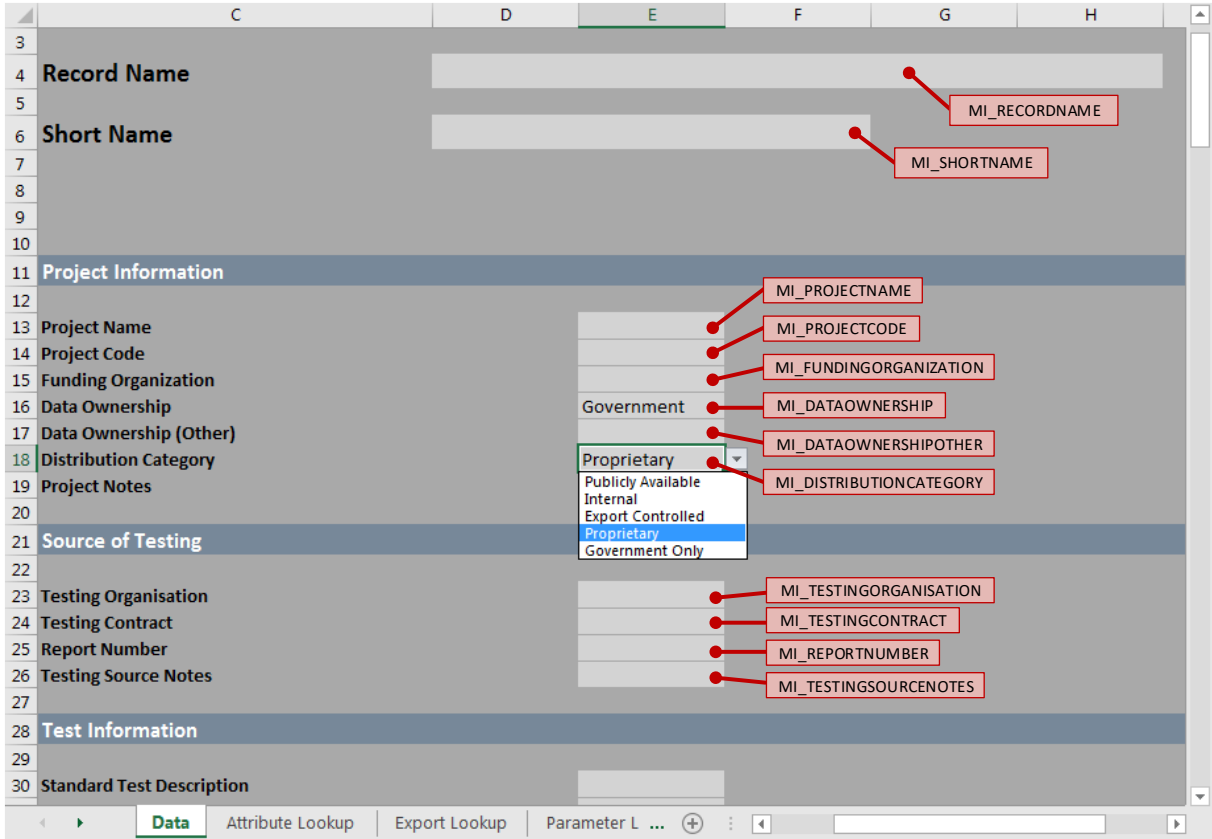 C D E F G H
3
4 Record Name
MI_RECORDNAME
5
6 Short Name
MI_SHORTNAME
7
8
9
10
11 Project Information
MI_PROJECTNAME
12
13 Project Name
MI_PROJECTCODE
14 Project Code
15 Funding Organization
MI_FUNDINGORGANIZATION
16 Data Ownership Government MI_DATAOWNERSHIP
17 Data Ownership (Other)
MI_DATAOWNERSHIPOTHER
18 Distribution Category Proprietary
MI_DISTRIBUTIONCATEGORY
Publicly Available
19 Project Notes
Internal
Export Controlled
20
Proprietary
21 Source of Testing
Government Only
22
23 Testing Organisation MI_TESTINGORGANISATION
24 Testing Contract MI_TESTINGCONTRACT
25 Report Number MI_REPORTNUMBER
26 Testing Source Notes MI_TESTINGSOURCENOTES
27
28 Test Information
29
30 Standard Test Description
Data Attribute Lookup Export Lookup Parameter L ...